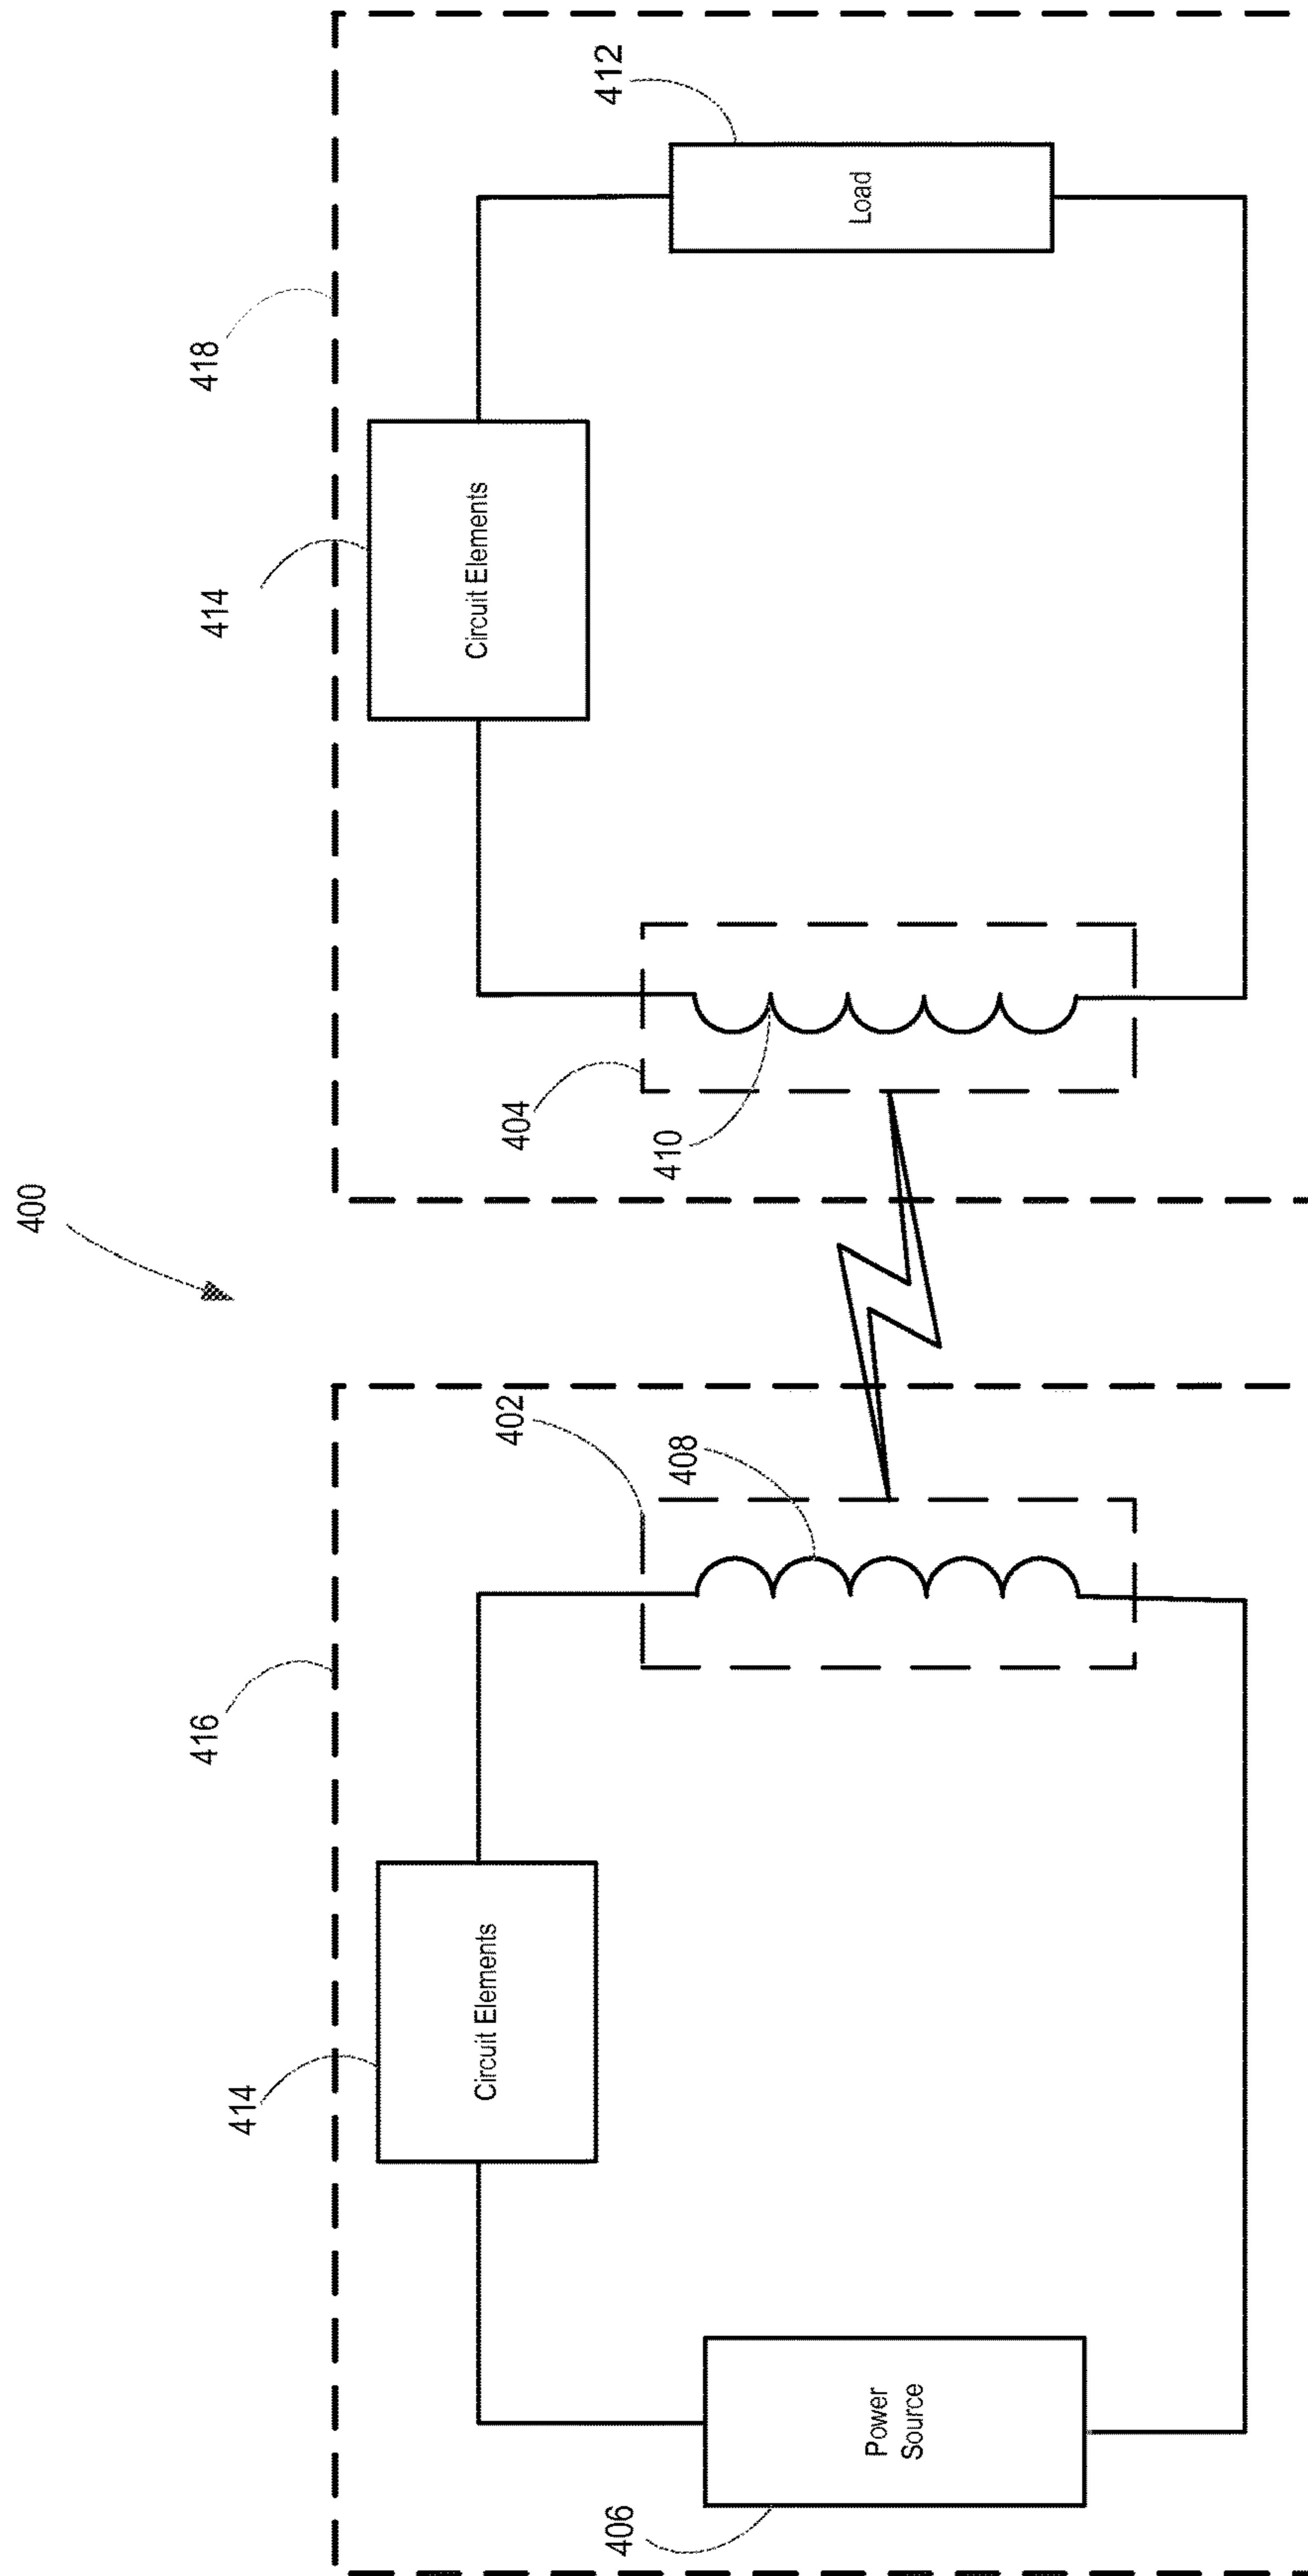 400
416
418
414
414
402
404
408
410
412
406
Circuit Elements
Circuit Elements
Power
Source
Load